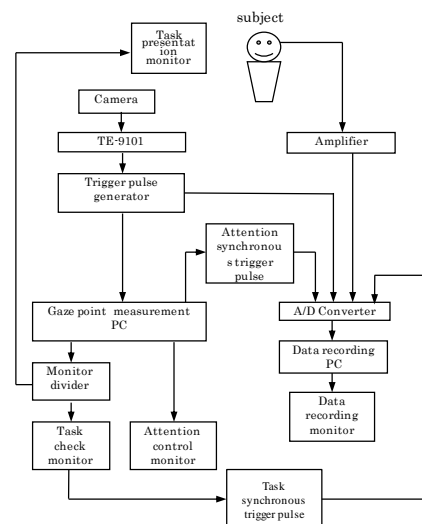 subject
Task
presentat
ion
monitor
Camera
TE-9101
Amplifier
Trigger pulse
generator
Attention
synchronou
s trigger
pulse
Gaze point measurement
PC
A/D Converter
Monitor
divider
Data recording
PC
Task
check
monitor
Attention
control
monitor
Data
recording
monitor
Task
synchronous
trigger pulse